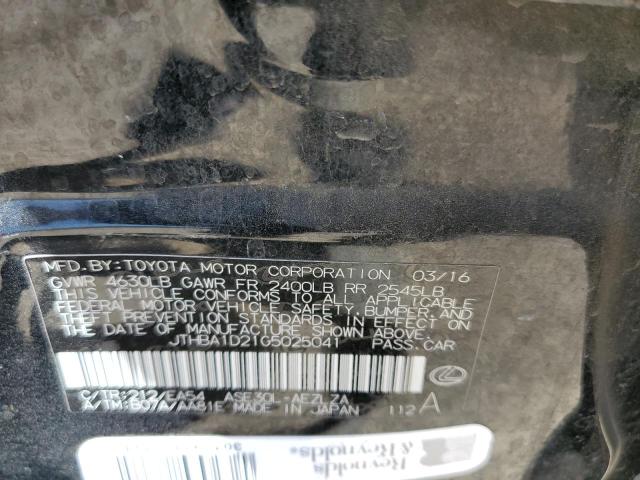 MFD.BY:TOYOTA MOTOR CORPORATION 03/16
GVWR 4630LB GAWR FR 2400LB RR 2545LB
THIS VEHICLE CONFORMS TO ALL APPLICABLE
FEDERAL MOTOR VEHICLE SAFETY, BUMPER, AND
THEFT PREVENTION STANDARDS IN EFFECT ON
THE DATE OF MANUFACTURE SHOWN ABOVE.
JTHBA1D21G5025041 PASS.CAR
C/TR:212/EA54 ASE30L-AEZLZA
A/TM:B07A/AA81E MADE IN JAPAN 112 A
Reynolds
& Reynolds®